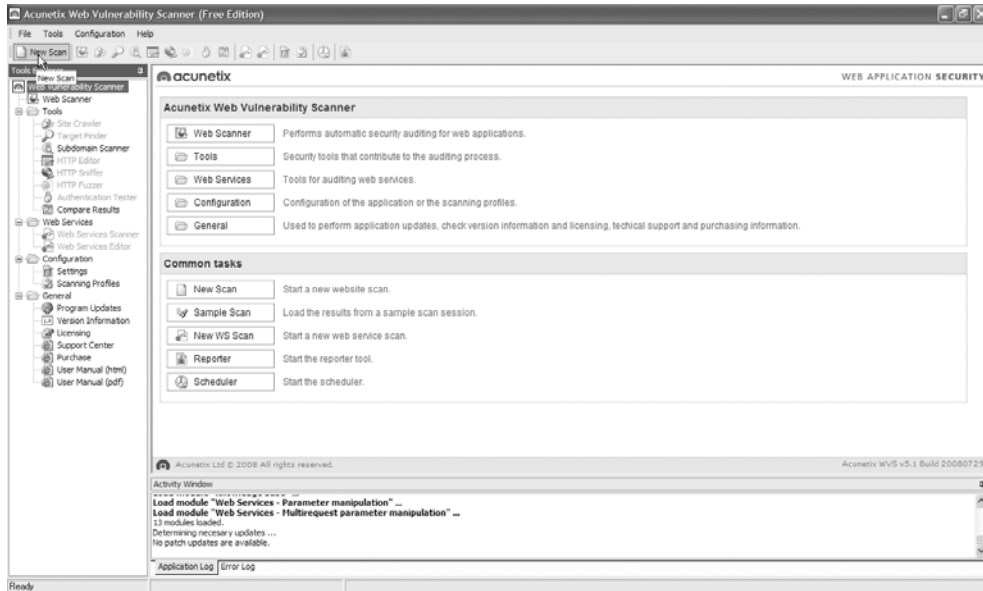 Acunetix Web Vulnerability Scanner (Free Edition)
File Tools Configuration Help
New Scan
Tools
New Scan
Web Vulnerability Scanner
Web Scanner
Tools
Site Crawler
Target Finder
Subdomain Scanner
HTTP Editor
HTTP Sniffer
HTTP Fuzzer
Authentication Tester
Compare Results
Web Services
Web Services Scanner
Web Services Editor
Configuration
Settings
Scanning Profiles
General
Program Updates
Version Information
Licensing
Support Center
Purchase
User Manual (html)
User Manual (pdf)
acunetix
WEB APPLICATION SECURITY
Acunetix Web Vulnerability Scanner
Web Scanner Performs automatic security auditing for web applications.
Tools Security tools that contribute to the auditing process.
Web Services Tools for auditing web services.
Configuration Configuration of the application or the scanning profiles.
General Used to perform application updates, check version information and licensing, techical support and purchasing information.
Common tasks
New Scan Start a new website scan.
Sample Scan Load the results from a sample scan session.
New WS Scan Start a new web service scan.
Reporter Start the reporter tool.
Scheduler Start the scheduler.
Acunetix Ltd © 2008 All rights reserved.
Acunetix WVS v5.1 Build 20080729
Activity Window
Load module "Web Services - Parameter manipulation" ...
Load module "Web Services - Multirequest parameter manipulation" ...
13 modules loaded.
Determining necesary updates ...
No patch updates are available.
Application Log Error Log
Ready